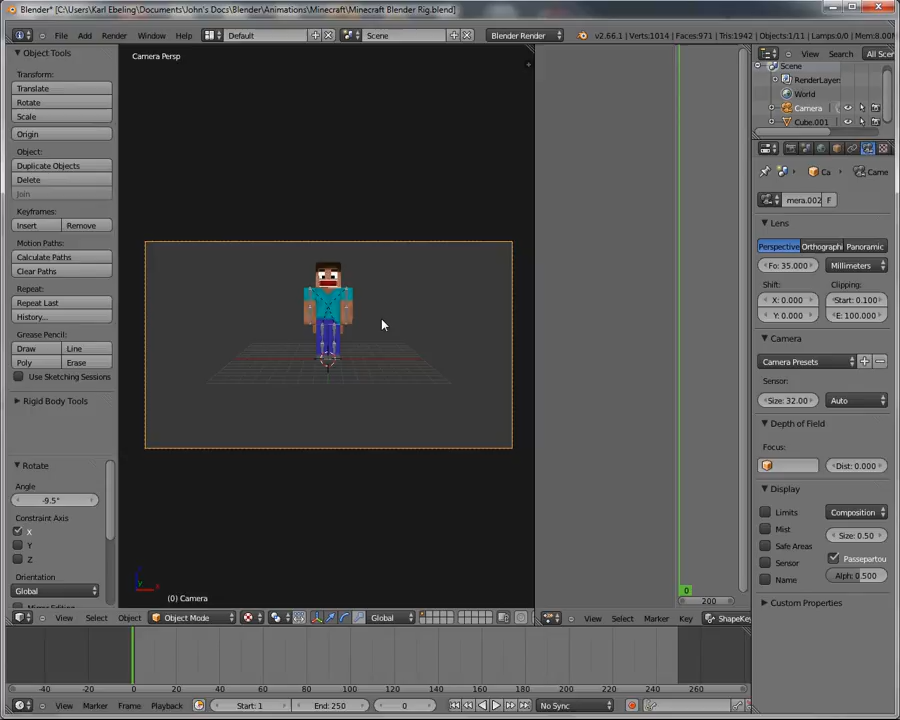 Blender* [C:\Users\Karl Ebeling\Documents\John's Docs\Blender\Animations\Minecraft\Minecraft Blender Rig.blend]
File Add Render Window Help Default Scene Blender Render v2.66.1 | Verts:1014 | Faces:971 | Tris:1942 | Objects:1/11 | Lamps:0/0 | Mem:8.00
Object Tools
Transform:
Translate
Rotate
Scale
Origin
Object:
Duplicate Objects
Delete
Join
Keyframes:
Insert Remove
Motion Paths:
Calculate Paths
Clear Paths
Repeat:
Repeat Last
History...
Grease Pencil:
Draw Line
Poly Erase
Use Sketching Sessions
Rigid Body Tools
Rotate
Angle
-9.5°
Constraint Axis
X
Y
Z
Orientation
Global
Camera Persp
(0) Camera
View Select Object Object Mode Global
0
200
View Select Marker Key ShapeKey
View Search All Scen
Scene
RenderLayer
World
Camera
Cube.001
Ca Came
mera.002 F
Lens
Perspective Orthograph Panoramic
Fo: 35.000 Millimeters
Shift: Clipping:
X: 0.000 Start: 0.100
Y: 0.000 E: 100.000
Camera
Camera Presets
Sensor:
Size: 32.00 Auto
Depth of Field
Focus:
Dist: 0.000
Display
Limits Composition
Mist Size: 0.50
Safe Areas
Sensor Passepartou
Name Alph: 0.500
Custom Properties
-40 -20 0 20 40 60 80 100 120 140 160 180 200 220 240 260
View Marker Frame Playback Start: 1 End: 250 0 No Sync